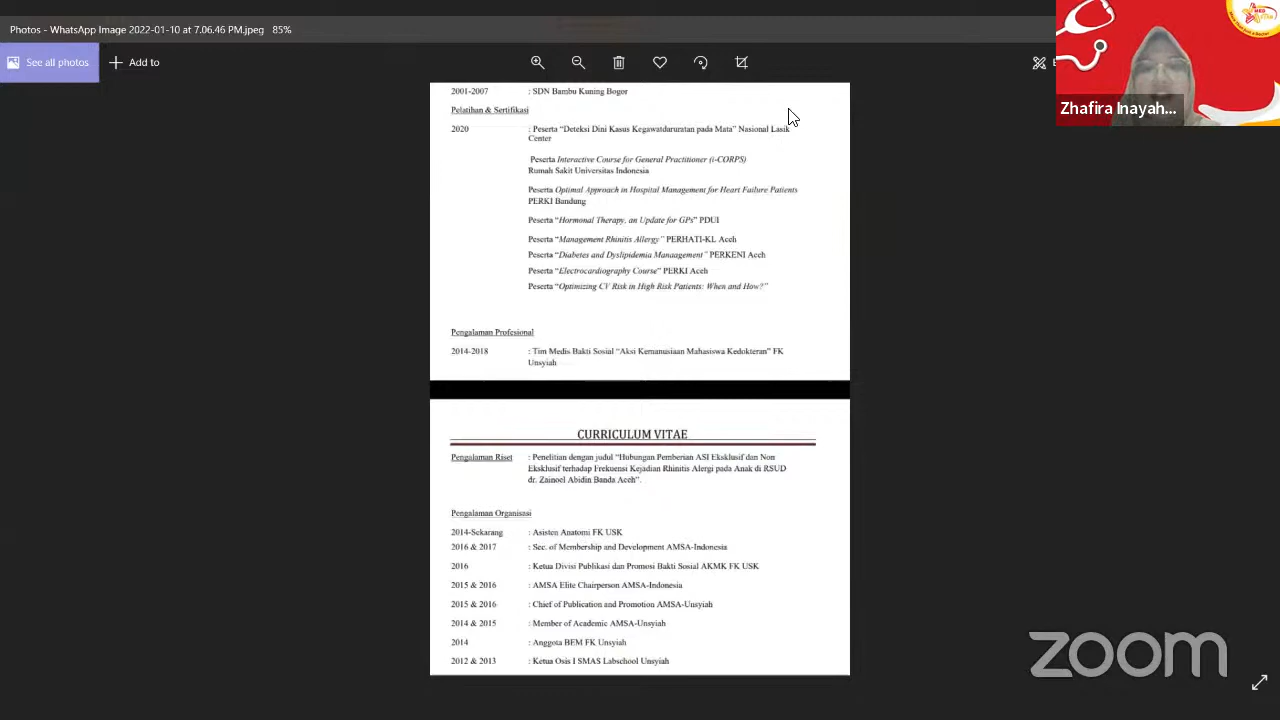 Photos - WhatsApp Image 2022-01-10 at 7.06.46 PM.jpeg 85%
See all photos
Add to
Zhafira Inayah...
2001-2007 : SDN Bambu Kuning Bogor
Pelatihan & Sertifikasi
2020 : Peserta “Deteksi Dini Kasus Kegawatdaruratan pada Mata” Nasional Lasik
Center
Peserta Interactive Course for General Practitioner (i-CORPS)
Rumah Sakit Universitas Indonesia
Peserta Optimal Approach in Hospital Management for Heart Failure Patients
PERKI Bandung
Peserta “Hormonal Therapy, an Update for GPs” PDUI
Peserta “Management Rhinitis Allergy” PERHATI-KL Aceh
Peserta “Diabetes and Dyslipidemia Manaagement” PERKENI Aceh
Peserta “Electrocardiography Course” PERKI Aceh
Peserta “Optimizing CV Risk in High Risk Patients: When and How?”
Pengalaman Profesional
2014-2018 : Tim Medis Bakti Sosial “Aksi Kemanusiaan Mahasiswa Kedokteran” FK
Unsyiah
CURRICULUM VITAE
Pengalaman Riset : Penelitian dengan judul “Hubungan Pemberian ASI Eksklusif dan Non
Eksklusif terhadap Frekuensi Kejadian Rhinitis Alergi pada Anak di RSUD
dr. Zainoel Abidin Banda Aceh”.
Pengalaman Organisasi
2014-Sekarang : Asisten Anatomi FK USK
2016 & 2017 : Sec. of Membership and Development AMSA-Indonesia
2016 : Ketua Divisi Publikasi dan Promosi Bakti Sosial AKMK FK USK
2015 & 2016 : AMSA Elite Chairperson AMSA-Indonesia
2015 & 2016 : Chief of Publication and Promotion AMSA-Unsyiah
2014 & 2015 : Member of Academic AMSA-Unsyiah
2014 : Anggota BEM FK Unsyiah
2012 & 2013 : Ketua Osis I SMAS Labschool Unsyiah
zoom